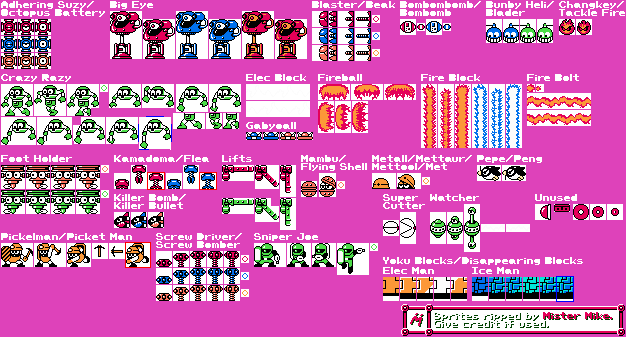 Adhering Suzy/
Octopus Battery
Big Eye
Blaster/Beak
Bombombomb/
Bombomb
Bunby Heli/
Blader
Changkey/
Tackle Fire
Crazy Razy
Elec Block
Gabyoall
Fireball
Fire Block
Fire Bolt
Foot Holder
Kamadoma/Flea
Killer Bomb/
Killer Bullet
Lifts
Mambu/
Flying Shell
Metall/Mettaur/
Mettool/Met
Pepe/Peng
Super
Cutter
Watcher
Unused
Pickelman/Picket Man
Screw Driver/
Screw Bomber
Sniper Joe
Yoku Blocks/Disappearing Blocks
Elec Man
Ice Man
Sprites ripped by Mister Mike.
Give credit if used.